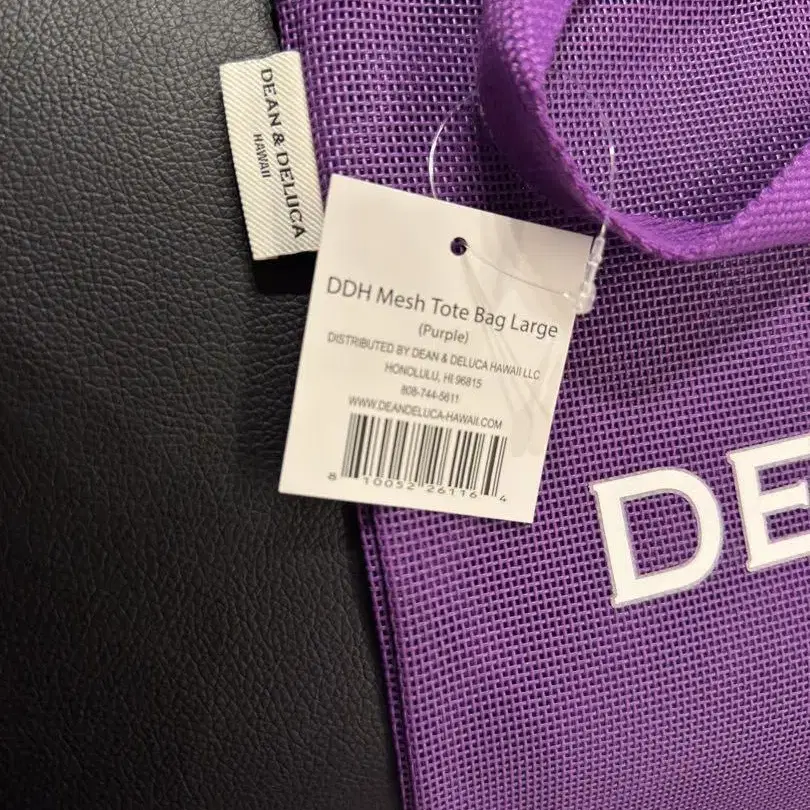 DEAN & DELUCA
HAWAII
DDH Mesh Tote Bag Large
(Purple)
DISTRIBUTED BY DEAN & DELUCA HAWAII LLC
HONOLULU, HI 96815
808-744-5611
WWW.DEANDELUCA-HAWAII.COM
8 10052 26116 4
DE